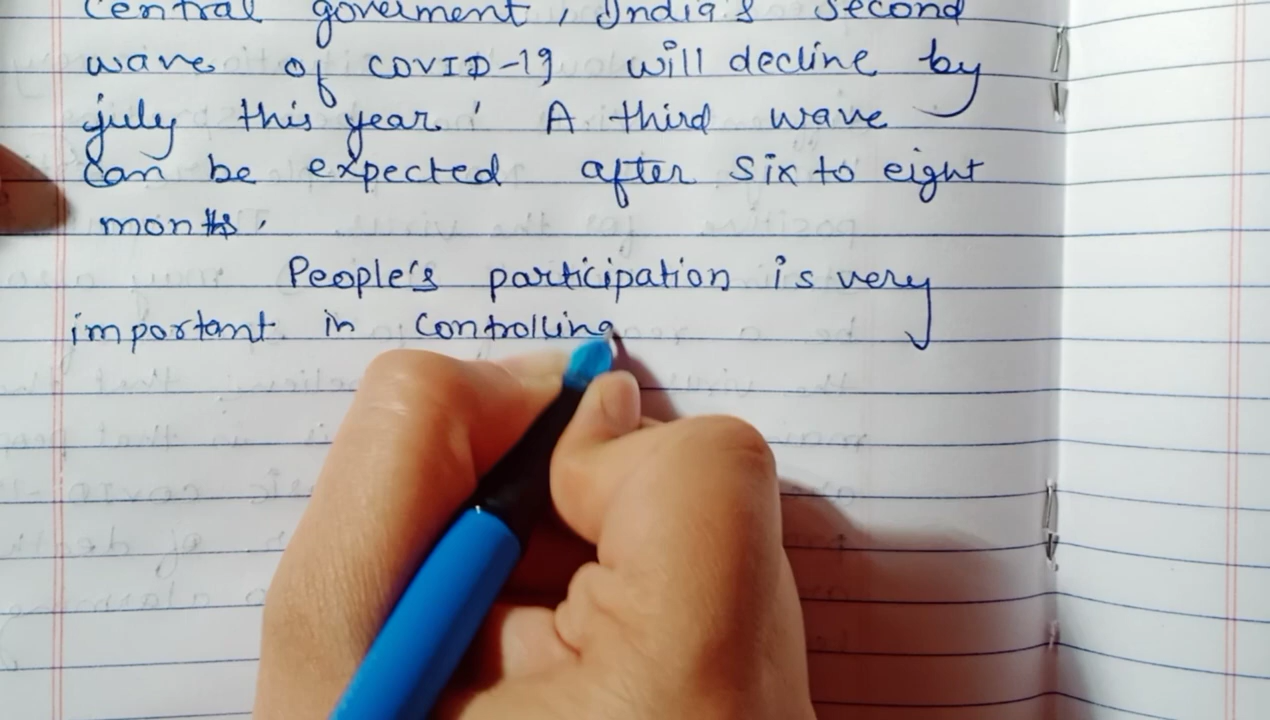 Central goverment, India's Second
wave of COVID-19 will decline by
july this year' A third wave
can be expected after six to eight
months.
People's participation is very
important in Controlling